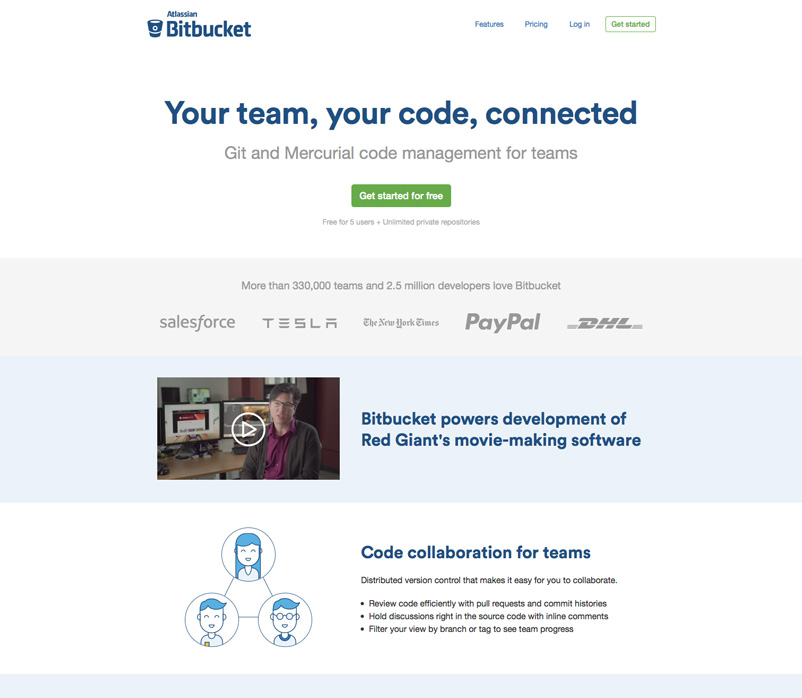 Atlassian
Bitbucket
Features
Pricing
Log in
Get started
Your team, your code, connected
Git and Mercurial code management for teams
Get started for free
Free for 5 users + Unlimited private repositories
More than 330,000 teams and 2.5 million developers love Bitbucket
salesforce
TESLA
The New York Times
PayPal
DHL
Bitbucket powers development of
Red Giant's movie-making software
Code collaboration for teams
Distributed version control that makes it easy for you to collaborate.
Review code efficiently with pull requests and commit histories
Hold discussions right in the source code with inline comments
Filter your view by branch or tag to see team progress